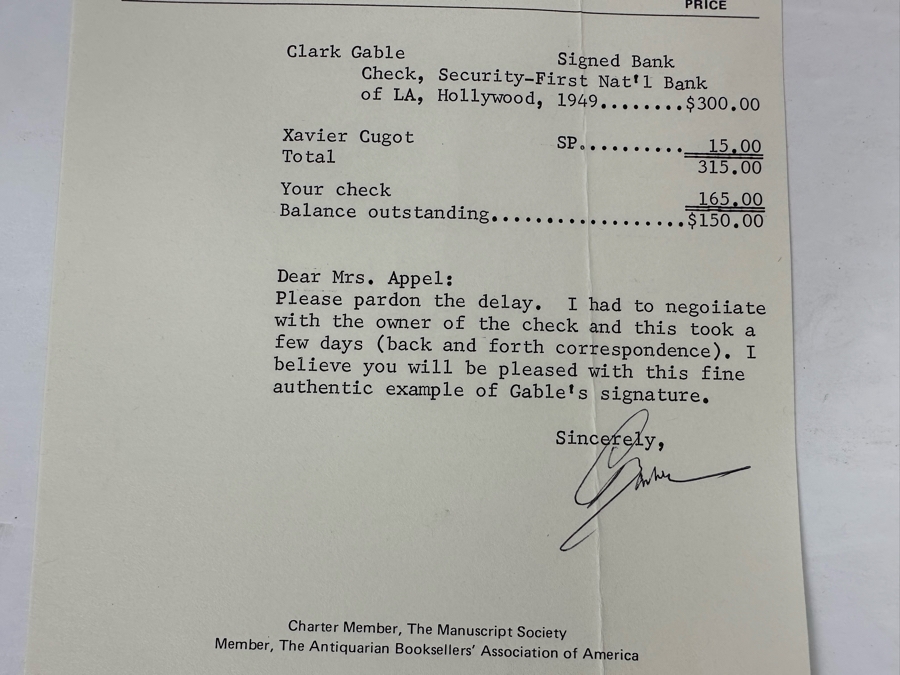 PRICE
Clark Gable Signed Bank
Check, Security-First Nat'l Bank
of LA, Hollywood, 1949........$300.00
Xavier Cugot SP.......... 15.00
Total 315.00
Your check 165.00
Balance outstanding..................$150.00
Dear Mrs. Appel:
Please pardon the delay. I had to negoiiate
with the owner of the check and this took a
few days (back and forth correspondence). I
believe you will be pleased with this fine
authentic example of Gable's signature.
Sincerely,
Charter Member, The Manuscript Society
Member, The Antiquarian Booksellers' Association of America